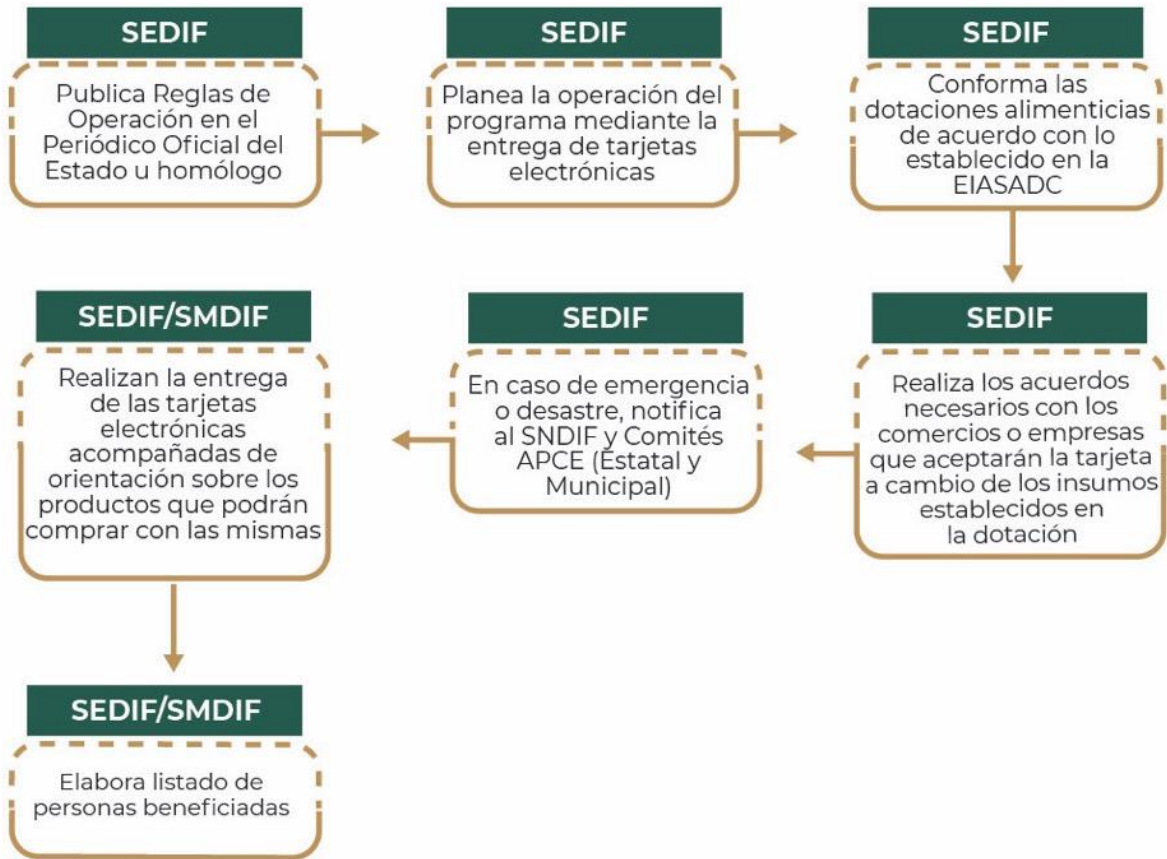 SEDIF
Publica Reglas de
Operación en el
Periódico Oficial del
Estado u homólogo
SEDIF
Planea la operación del
programa mediante la
entrega de tarjetas
electrónicas
SEDIF
Conforma las
dotaciones alimenticias
de acuerdo con lo
establecido en la
EIASADC
SEDIF
Realiza los acuerdos
necesarios con los
comercios o empresas
que aceptarán la tarjeta
a cambio de los insumos
establecidos en
la dotación
SEDIF
En caso de emergencia
o desastre, notifica
al SNDIF y Comités
APCE (Estatal y
Municipal)
SEDIF/SMDIF
Realizan la entrega
de las tarjetas
electrónicas
acompañadas de
orientación sobre los
productos que podrán
comprar con las mismas
SEDIF/SMDIF
Elabora listado de
personas beneficiadas